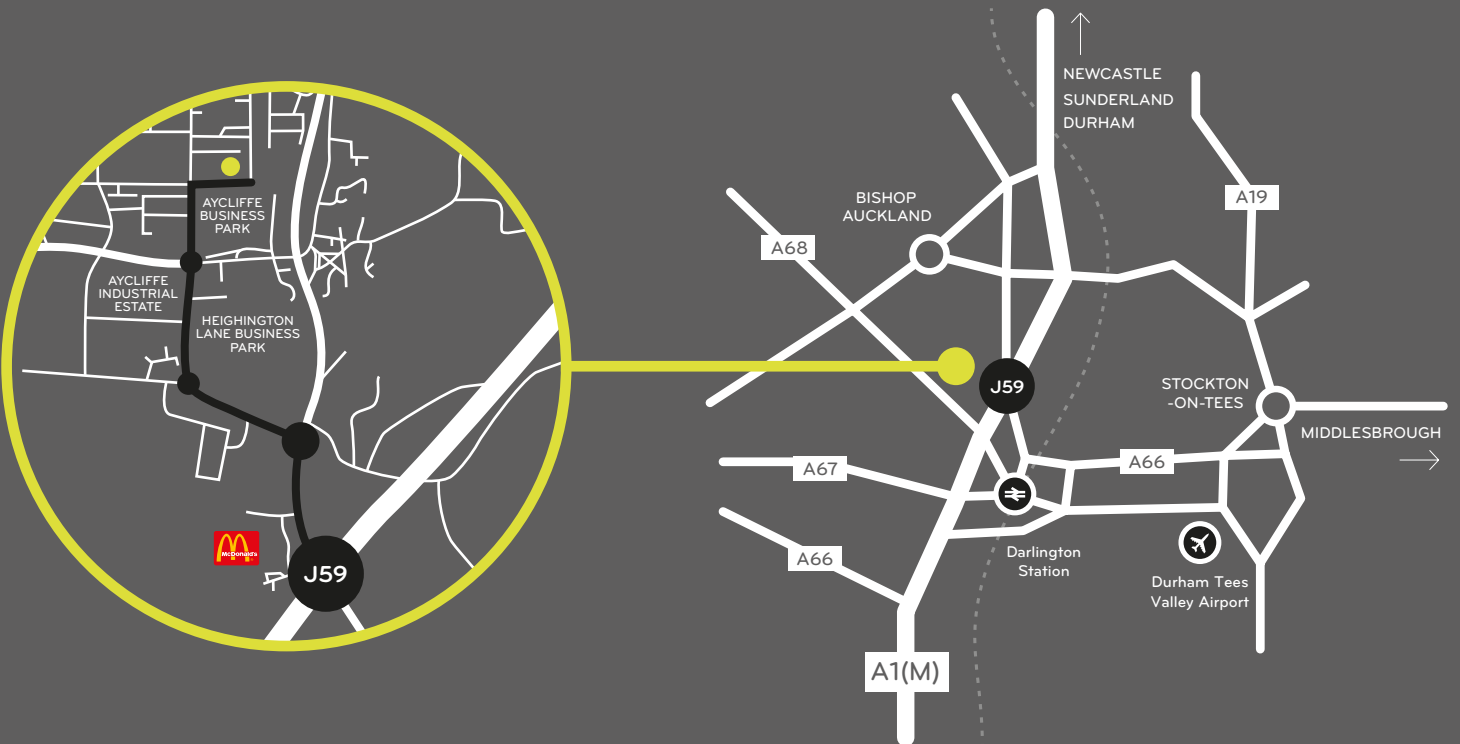 AYCLIFFE
BUSINESS
PARK
AYCLIFFE
INDUSTRIAL
ESTATE
HEIGHINGTON
LANE BUSINESS
PARK
McDonald's
J59
NEWCASTLE
SUNDERLAND
DURHAM
BISHOP
AUCKLAND
A19
A68
J59
STOCKTON
-ON-TEES
MIDDLESBROUGH
A67
A66
A66
Darlington
Station
Durham Tees
Valley Airport
A1(M)